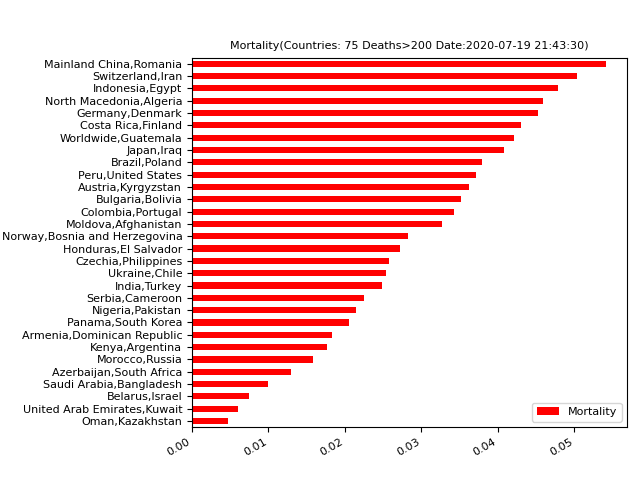 Mortality(Countries: 75 Deaths>200 Date:2020-07-19 21:43:30)
Mainland China,Romania
Switzerland,Iran
Indonesia,Egypt
North Macedonia,Algeria
Germany,Denmark
Costa Rica,Finland
Worldwide,Guatemala
Japan,Iraq
Brazil,Poland
Peru,United States
Austria,Kyrgyzstan
Bulgaria,Bolivia
Colombia,Portugal
Moldova,Afghanistan
Norway,Bosnia and Herzegovina
Honduras,El Salvador
Czechia,Philippines
Ukraine,Chile
India,Turkey
Serbia,Cameroon
Nigeria,Pakistan
Panama,South Korea
Armenia,Dominican Republic
Kenya,Argentina
Morocco,Russia
Azerbaijan,South Africa
Saudi Arabia,Bangladesh
Belarus,Israel
United Arab Emirates,Kuwait
Oman,Kazakhstan
Mortality
0.00 0.01 0.02 0.03 0.04 0.05